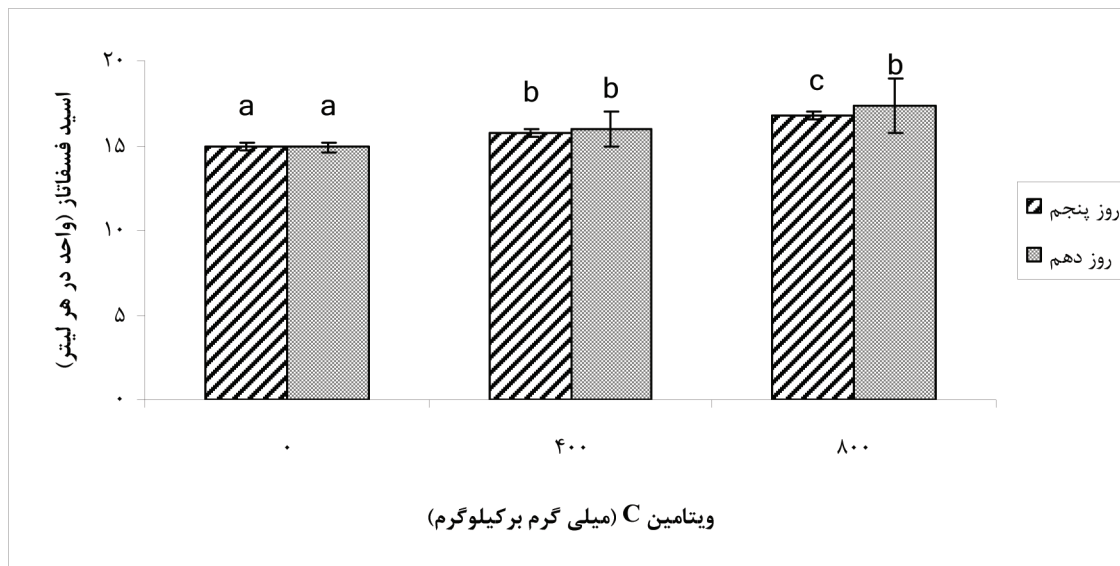 ۲۰
۱۵
۱۰
۵
۰
اسید فسفاتاز (واحد در هر لیتر)
a a b b c b
۰ ۴۰۰ ۸۰۰
ویتامین C (میلی گرم برکیلوگرم)
روز پنجم
روز دهم